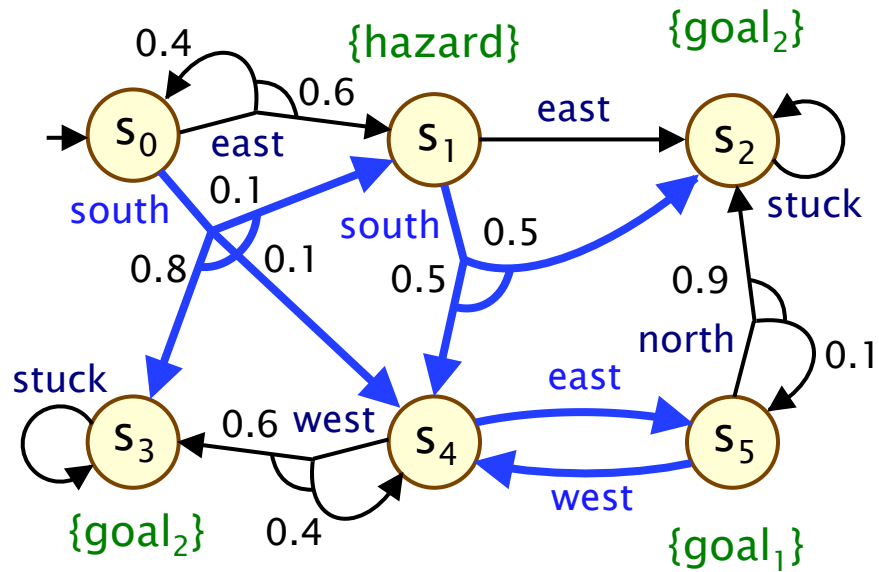 {goal₂}
{hazard}
0.4
0.6
s₀
s₁
east
s₂
east
0.1
south
south
0.5
stuck
0.8
0.1
0.5
0.9
north
0.1
stuck
east
west
0.6
s₃
s₄
s₅
west
0.4
{goal₂}
{goal₁}